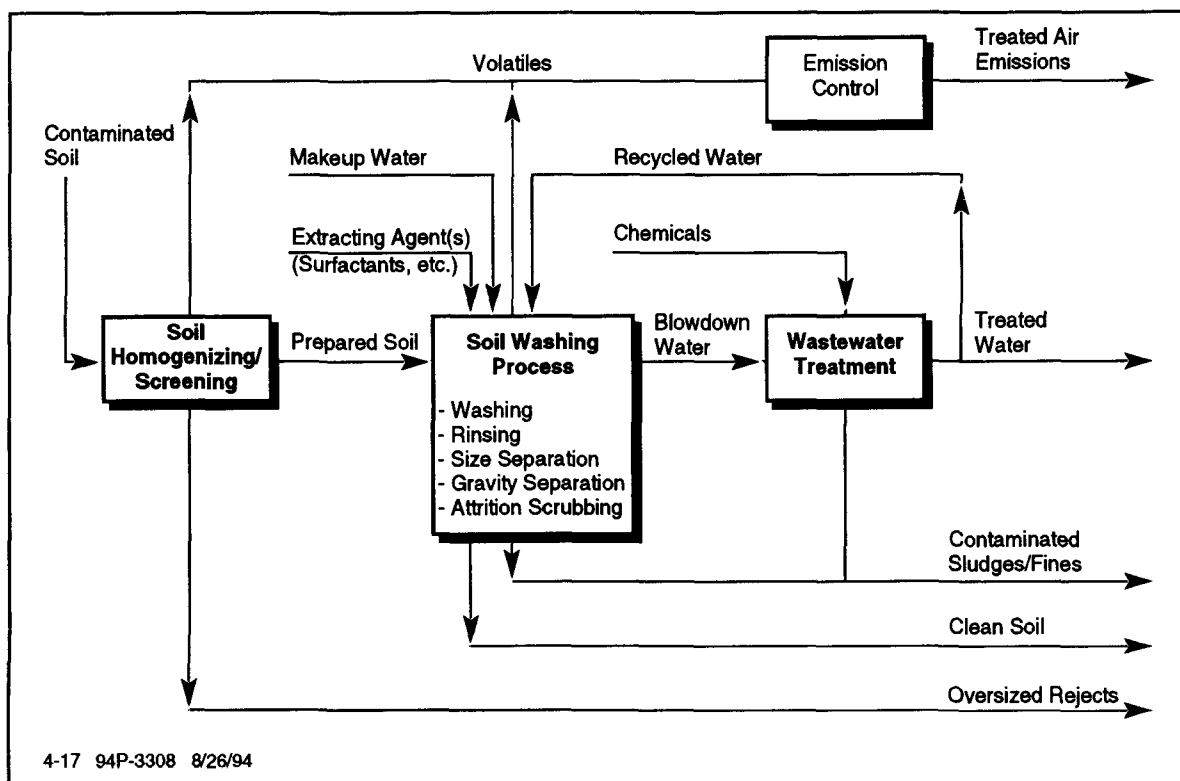 Volatiles
Emission
Control
Treated Air
Emissions
Contaminated
Soil
Makeup Water
Recycled Water
Extracting Agent(s)
(Surfactants, etc.)
Chemicals
Soil
Homogenizing/
Screening
Prepared Soil
Soil Washing
Process
- Washing
- Rinsing
- Size Separation
- Gravity Separation
- Attrition Scrubbing
Blowdown
Water
Wastewater
Treatment
Treated
Water
Contaminated
Sludges/Fines
Clean Soil
Oversized Rejects
4-17 94P-3308 8/26/94